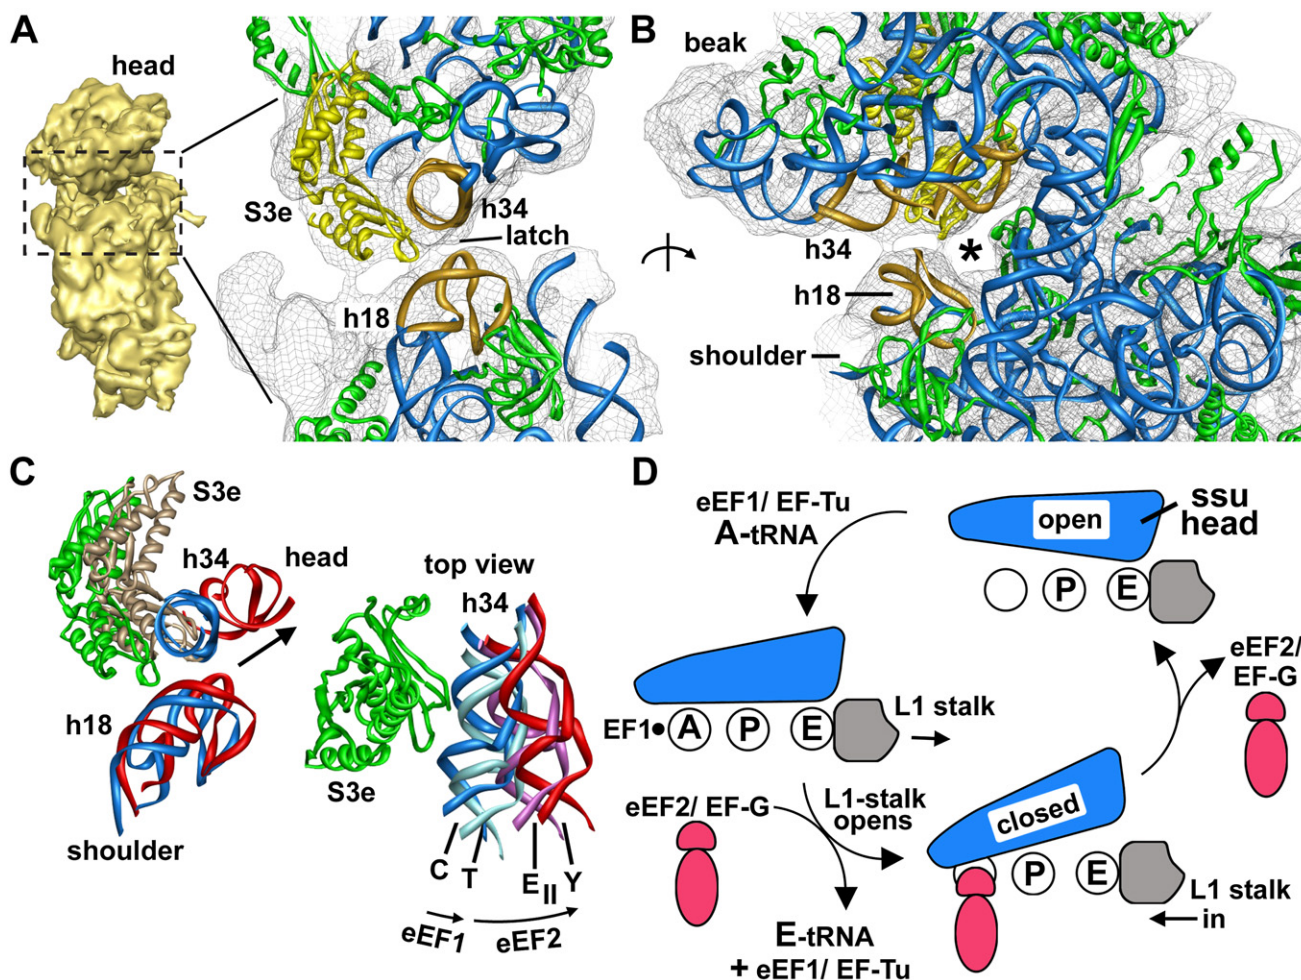 A
head
S3e
h34
latch
h18
B
beak
h34
*
h18
shoulder
C
S3e
h34
head
h18
shoulder
top view
h34
S3e
C
T
E II
Y
eEF1
eEF2
D
eEF1/ EF-Tu
A-tRNA
open
ssu
head
P
E
eEF2/
EF-G
EF1•
A
P
E
L1 stalk
eEF2/ EF-G
L1-stalk
opens
closed
P
E
L1 stalk
in
E-tRNA
+ eEF1/ EF-Tu